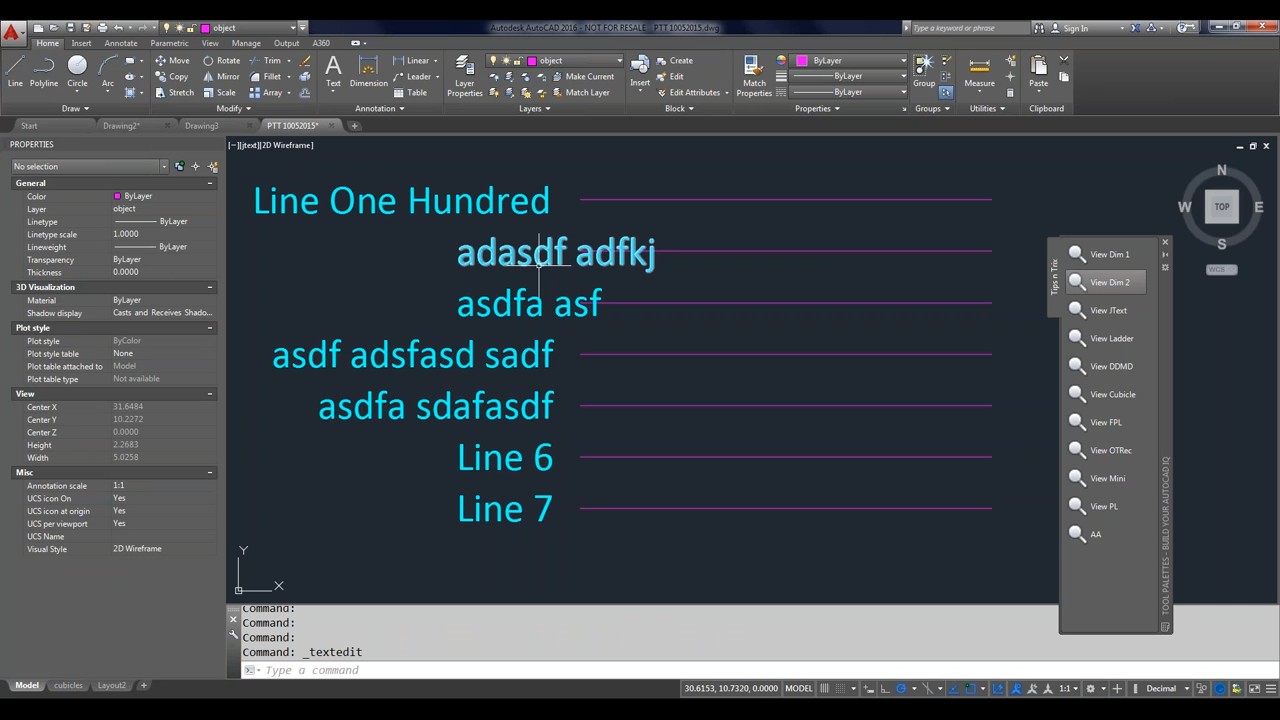 object
Autodesk AutoCAD 2016 - NOT FOR RESALE PTT 10052015.dwg
Type a keyword or phrase
Sign In
Home Insert Annotate Parametric View Manage Output A360
Line Polyline Circle Arc
Move Rotate Trim
Copy Mirror Fillet
Stretch Scale Array
Text Dimension
Linear
Leader
Table
Layer Properties
object
Make Current
Match Layer
Insert
Create
Edit
Match Properties
ByLayer
ByLayer
ByLayer
Group
Measure
Paste
Draw Modify Annotation Layers Block Properties Groups Utilities Clipboard
Start Drawing2* Drawing3 PTT 10052015*
PROPERTIES
No selection
General
Color ByLayer
Layer object
Linetype ByLayer
Linetype scale 1.0000
Lineweight ByLayer
Transparency ByLayer
Thickness 0.0000
3D Visualization
Material ByLayer
Shadow display Casts and Receives Shado...
Plot style
Plot style ByColor
Plot style table None
Plot table attached to Model
Plot table type Not available
View
Center X 31.6484
Center Y 10.2272
Center Z 0.0000
Height 2.2683
Width 5.0258
Misc
Annotation scale 1:1
UCS icon On Yes
UCS icon at origin Yes
UCS per viewport Yes
UCS Name
Visual Style 2D Wireframe
[−][jtext][2D Wireframe]
Line One Hundred
adasdf adfkj
asdfa asf
asdf adsfasd sadf
asdfa sdafasdf
Line 6
Line 7
Y
X
N
W TOP E
S
WCS
Tips n Trix
View Dim 1
View Dim 2
View JText
View Ladder
View DDMD
View Cubicle
View FPL
View OTRec
View Mini
View PL
AA
TOOL PALETTES - BUILD YOUR AUTOCAD IQ
Command:
Command:
Command:
Command: _textedit
Type a command
Model cubicles Layout2
30.6153, 10.7320, 0.0000 MODEL 1:1 Decimal